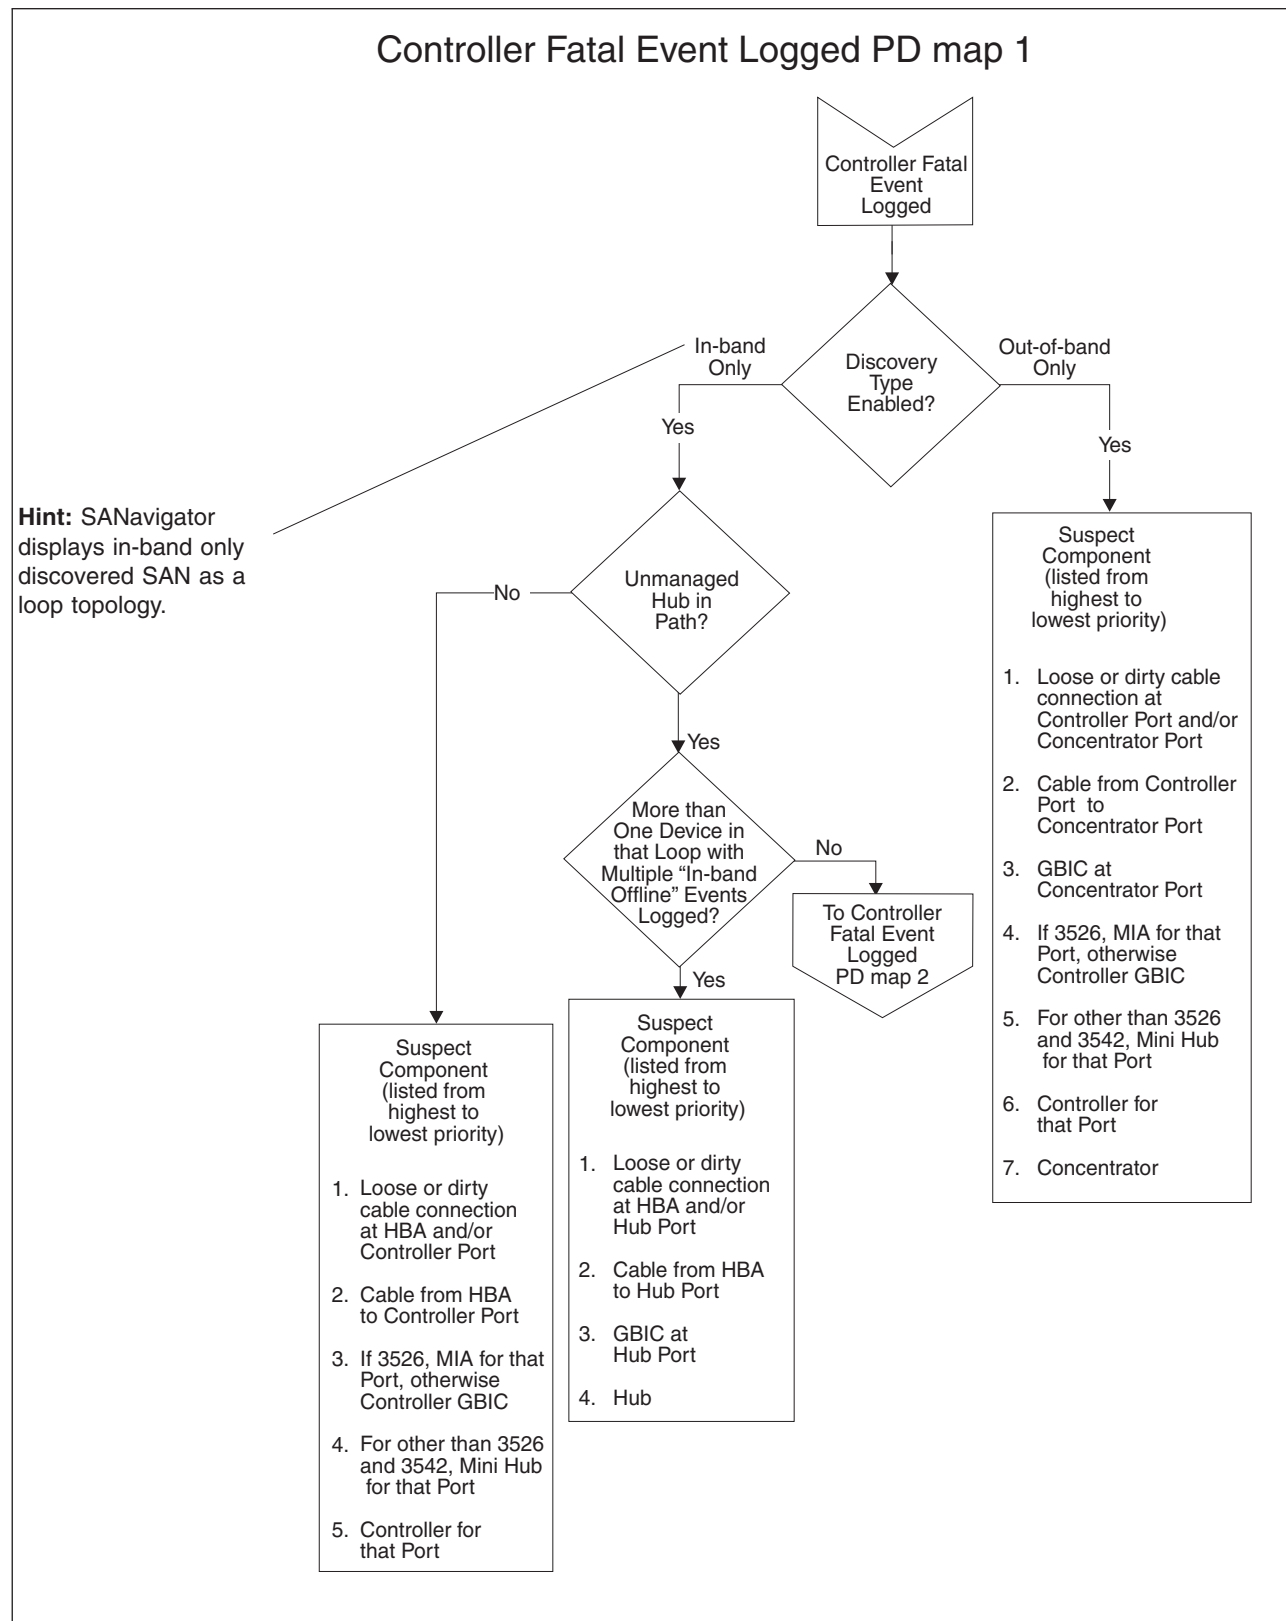 Controller Fatal Event Logged PD map 1
Controller Fatal
Event
Logged
In-band
Only
Discovery
Type
Enabled?
Out-of-band
Only
Yes
Yes
Hint: SANavigator
displays in-band only
discovered SAN as a
loop topology.
Unmanaged
Hub in
Path?
No
Yes
More than
One Device in
that Loop with
Multiple “In-band
Offline” Events
Logged?
No
To Controller
Fatal Event
Logged
PD map 2
Yes
Suspect
Component
(listed from
highest to
lowest priority)
1. Loose or dirty
cable connection
at HBA and/or
Controller Port
2. Cable from HBA
to Controller Port
3. If 3526, MIA for that
Port, otherwise
Controller GBIC
4. For other than 3526
and 3542, Mini Hub
for that Port
5. Controller for
that Port
Suspect
Component
(listed from
highest to
lowest priority)
1. Loose or dirty
cable connection
at HBA and/or
Hub Port
2. Cable from HBA
to Hub Port
3. GBIC at
Hub Port
4. Hub
Suspect
Component
(listed from
highest to
lowest priority)
1. Loose or dirty cable
connection at
Controller Port and/or
Concentrator Port
2. Cable from Controller
Port to
Concentrator Port
3. GBIC at
Concentrator Port
4. If 3526, MIA for that
Port, otherwise
Controller GBIC
5. For other than 3526
and 3542, Mini Hub
for that Port
6. Controller for
that Port
7. Concentrator